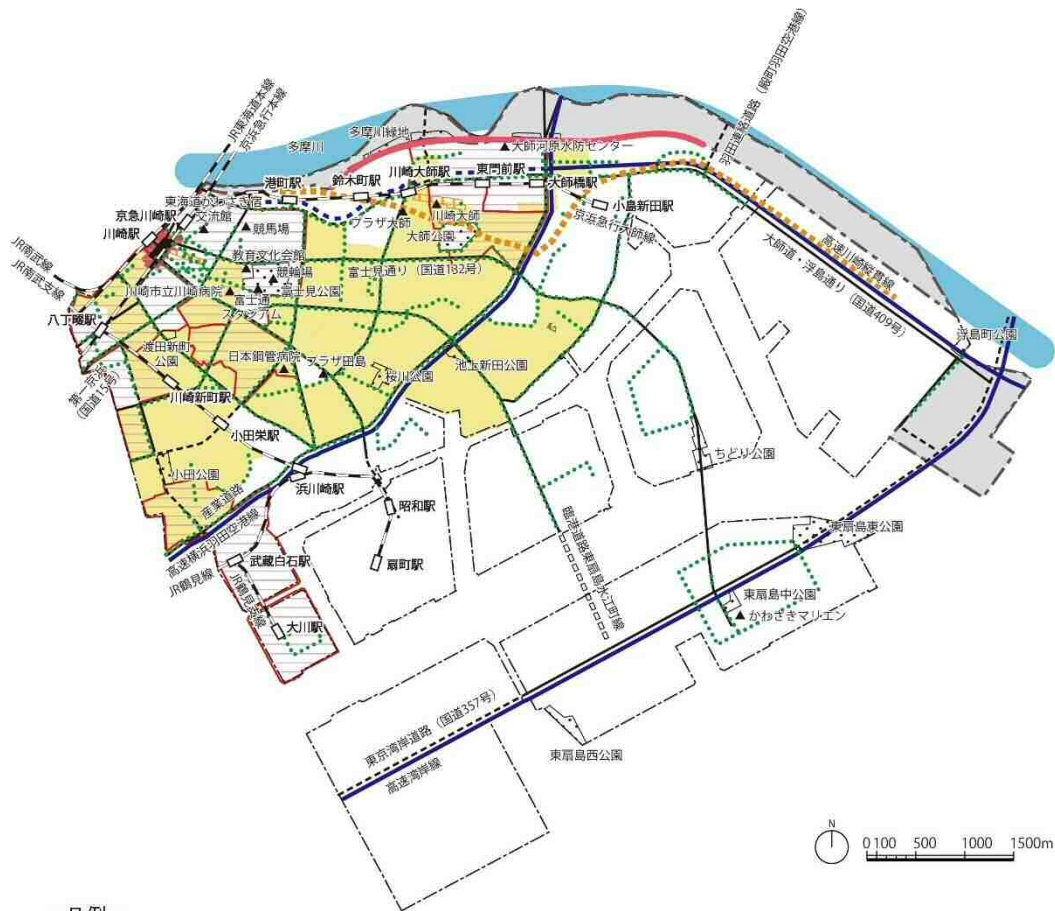 JR東海道本線
京浜急行本線
多摩川
多摩川緑地
大師河原水防センター
羽田連絡道路（殿町羽田空港線）
港町駅
鈴木町駅
川崎大師駅
東門前駅
大師橋駅
小島新田駅
東海道かわさき宿
交流館
京急川崎駅
川崎駅
競馬場
プラザ大師
川崎大師
大師公園
京浜急行大師線
高速川崎縦貫線
大師道・浮島通り（国道409号）
浮島町公園
JR南武線
JR南武支線
教育文化会館
競輪場
富士見通り（国道132号）
川崎市立川崎病院
富士見公園
富士通
スタジアム
八丁畷駅
渡田新町
公園
日本鋼管病院
プラザ田島
桜川公園
池上新田公園
第一京浜
（国道15号）
川崎新町駅
小田栄駅
小田公園
産業道路
浜川崎駅
昭和駅
ちどり公園
高速横浜羽田空港線
JR鶴見線
武蔵白石駅
扇町駅
臨港道路東扇島水江町線
東扇島東公園
JR鶴見支線
大川駅
東扇島中公園
かわさきマリエン
東京湾岸道路（国道357号）
高速湾岸線
東扇島西公園
N
0 100 500 1000 1500m